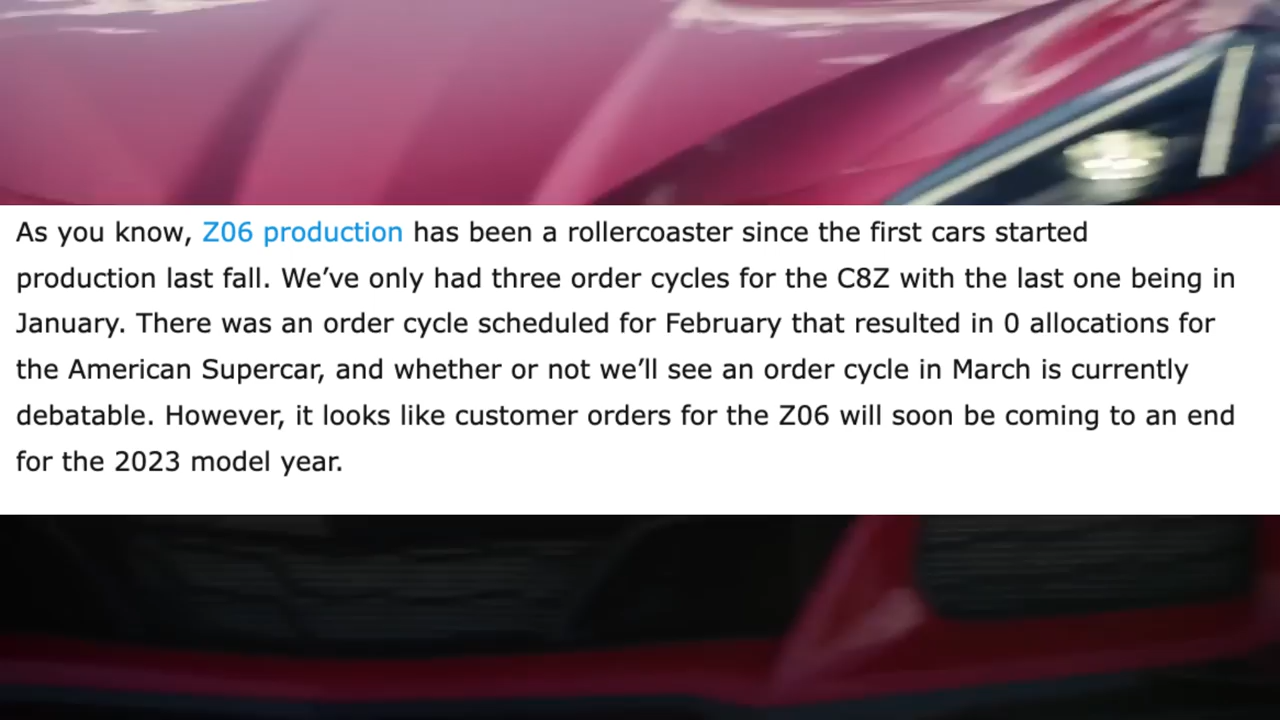 As you know, Z06 production has been a rollercoaster since the first cars started
production last fall. We’ve only had three order cycles for the C8Z with the last one being in
January. There was an order cycle scheduled for February that resulted in 0 allocations for
the American Supercar, and whether or not we’ll see an order cycle in March is currently
debatable. However, it looks like customer orders for the Z06 will soon be coming to an end
for the 2023 model year.